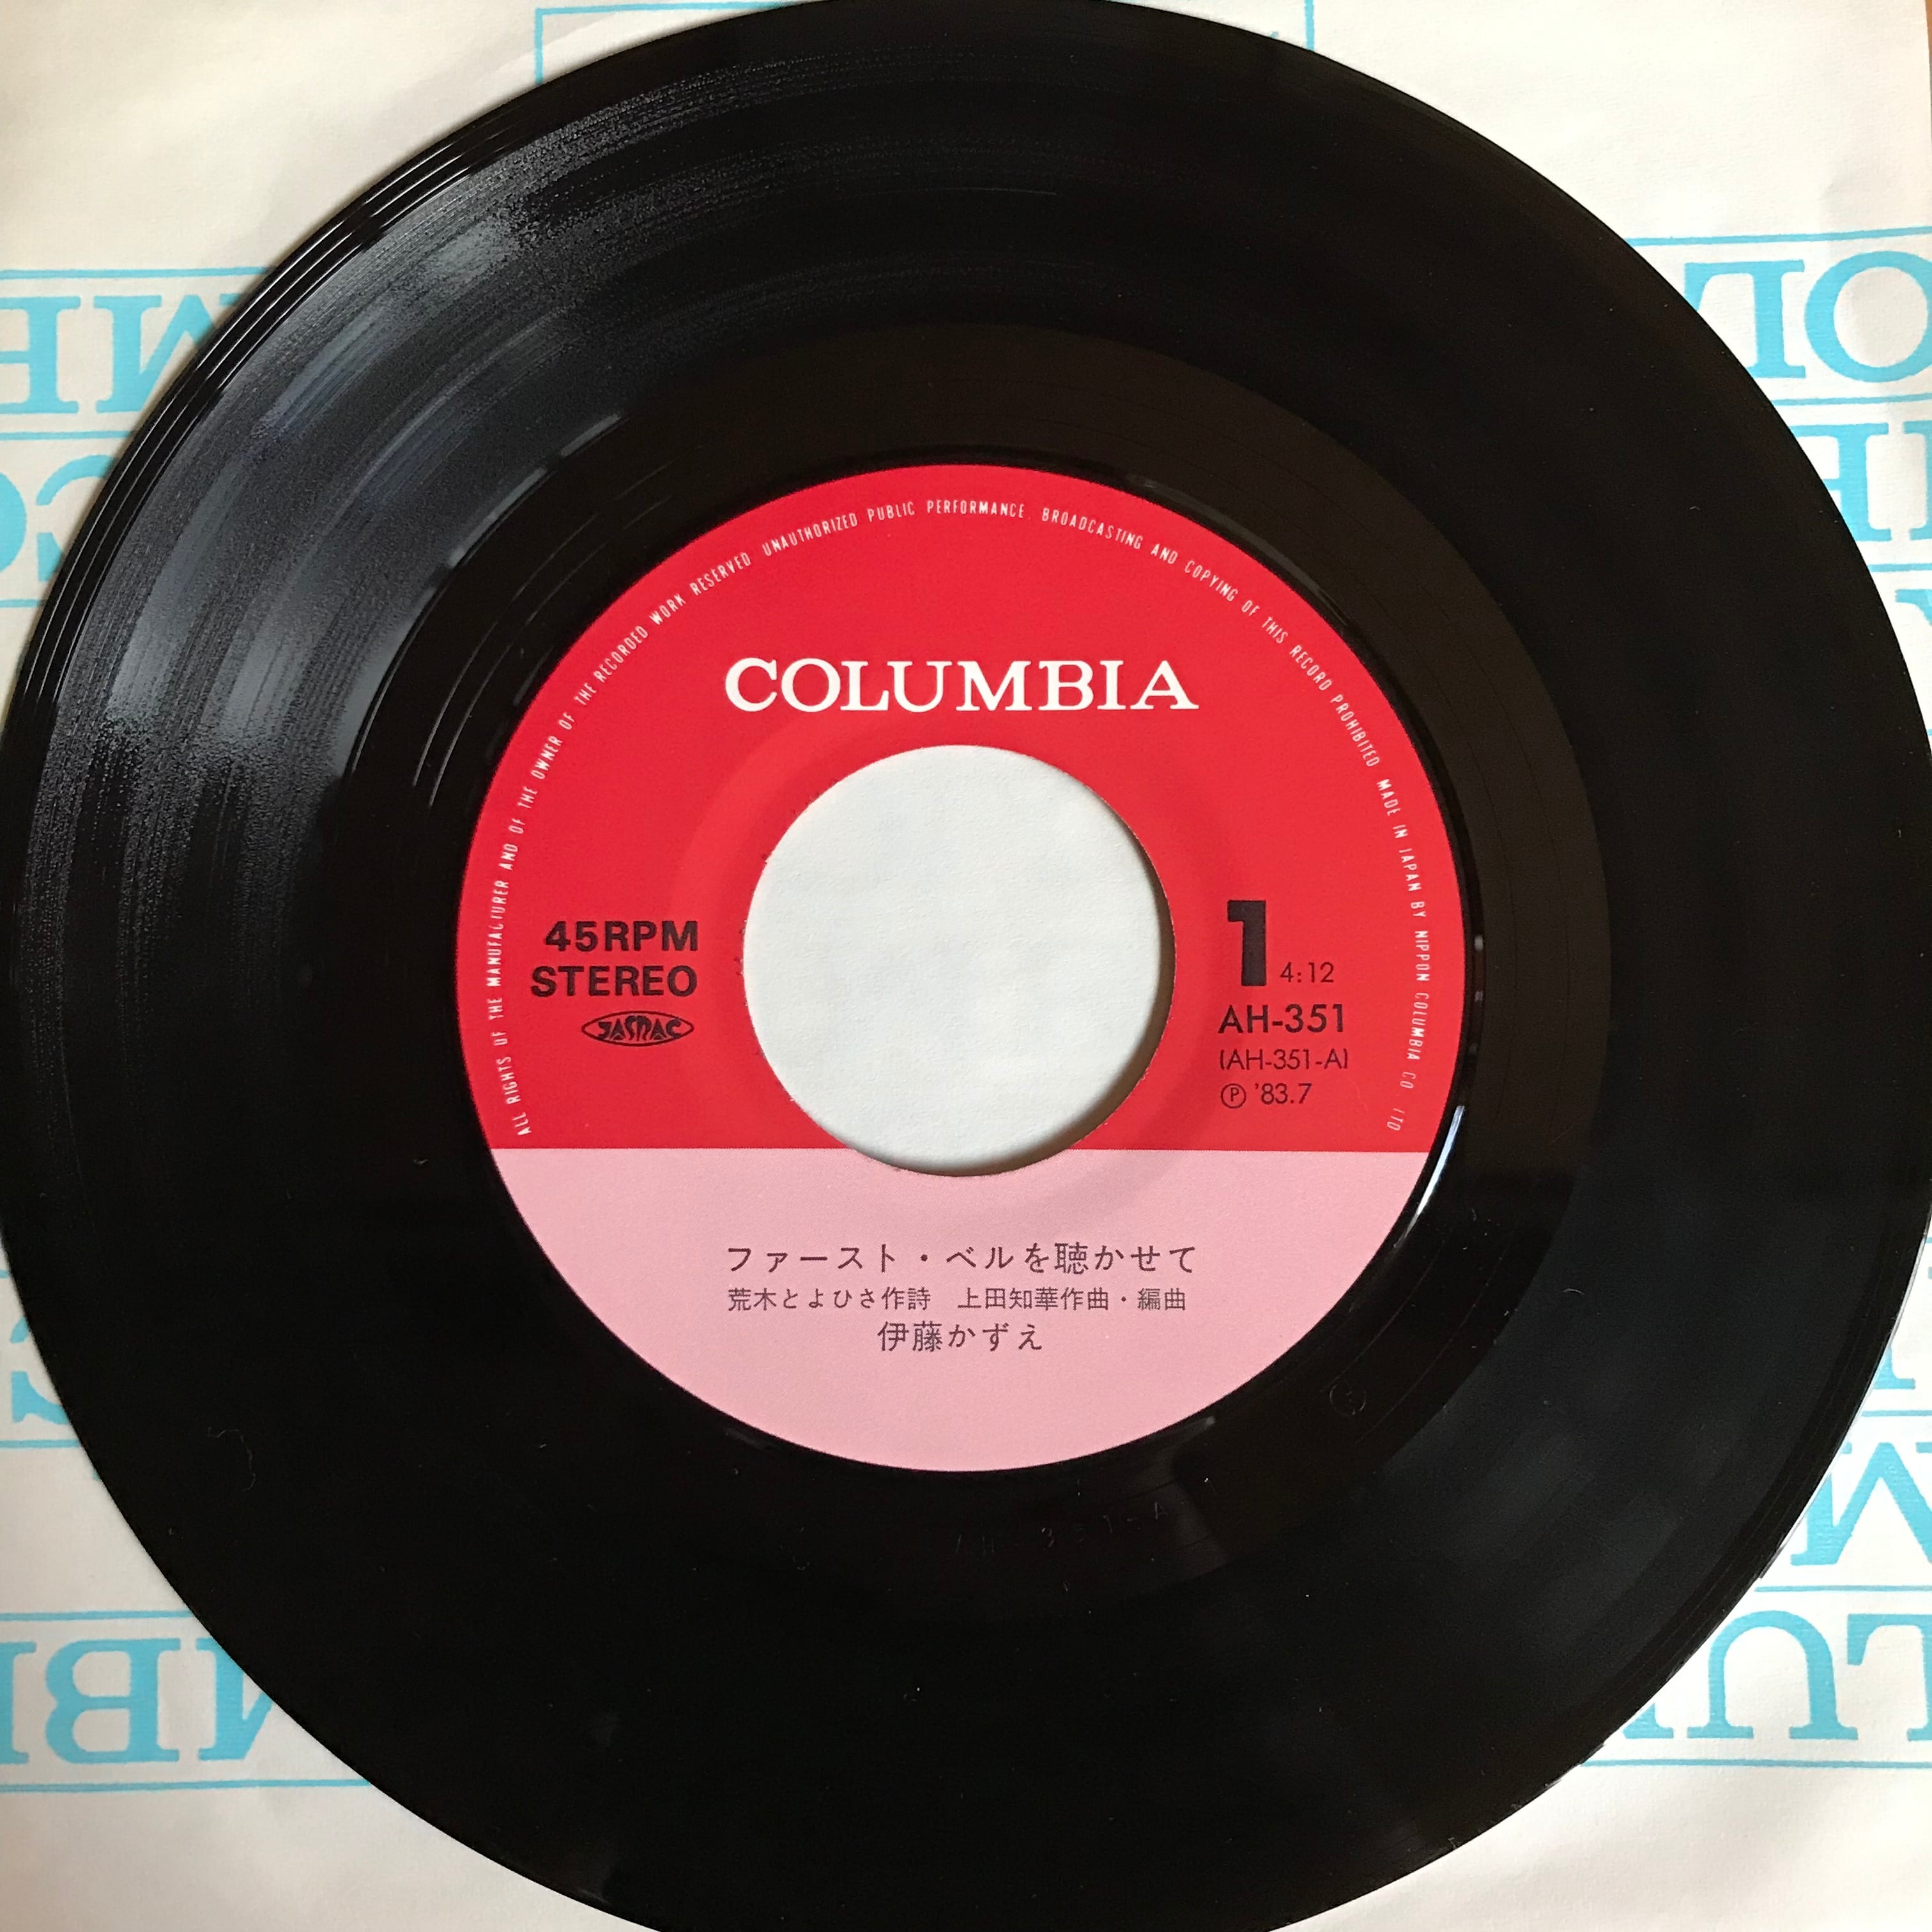 ALL RIGHTS OF THE MANUFACTURER AND OF THE OWNER OF THE RECORDED WORK RESERVED UNAUTHORIZED PUBLIC PERFORMANCE. BROADCASTING AND COPYING OF THIS RECORD PROHIBITED MADE IN JAPAN BY NIPPON COLUMBIA CO. LTD
COLUMBIA
45RPM
STEREO
JASRAC
1 4:12
AH-351
(AH-351-A)
Ⓟ '83.7
ファースト・ベルを聴かせて
荒木とよひさ作詩 上田知華作曲・編曲
伊藤かずえ
AH-351-A